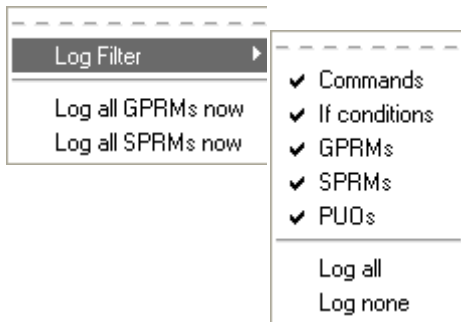 Log Filter
Log all GPRMs now
Log all SPRMs now
Commands
If conditions
GPRMs
SPRMs
PUOs
Log all
Log none